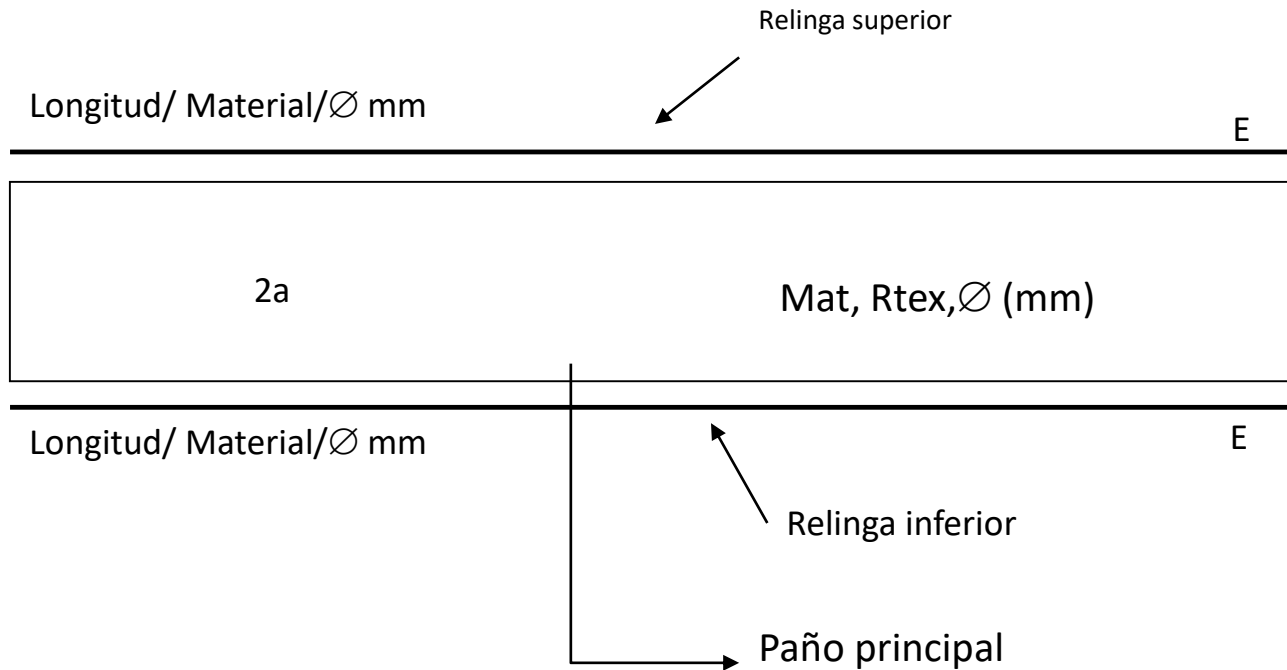 Relinga superior
Longitud/ Material/∅ mm
E
2a
Mat, Rtex,∅ (mm)
Longitud/ Material/∅ mm
E
Relinga inferior
Paño principal